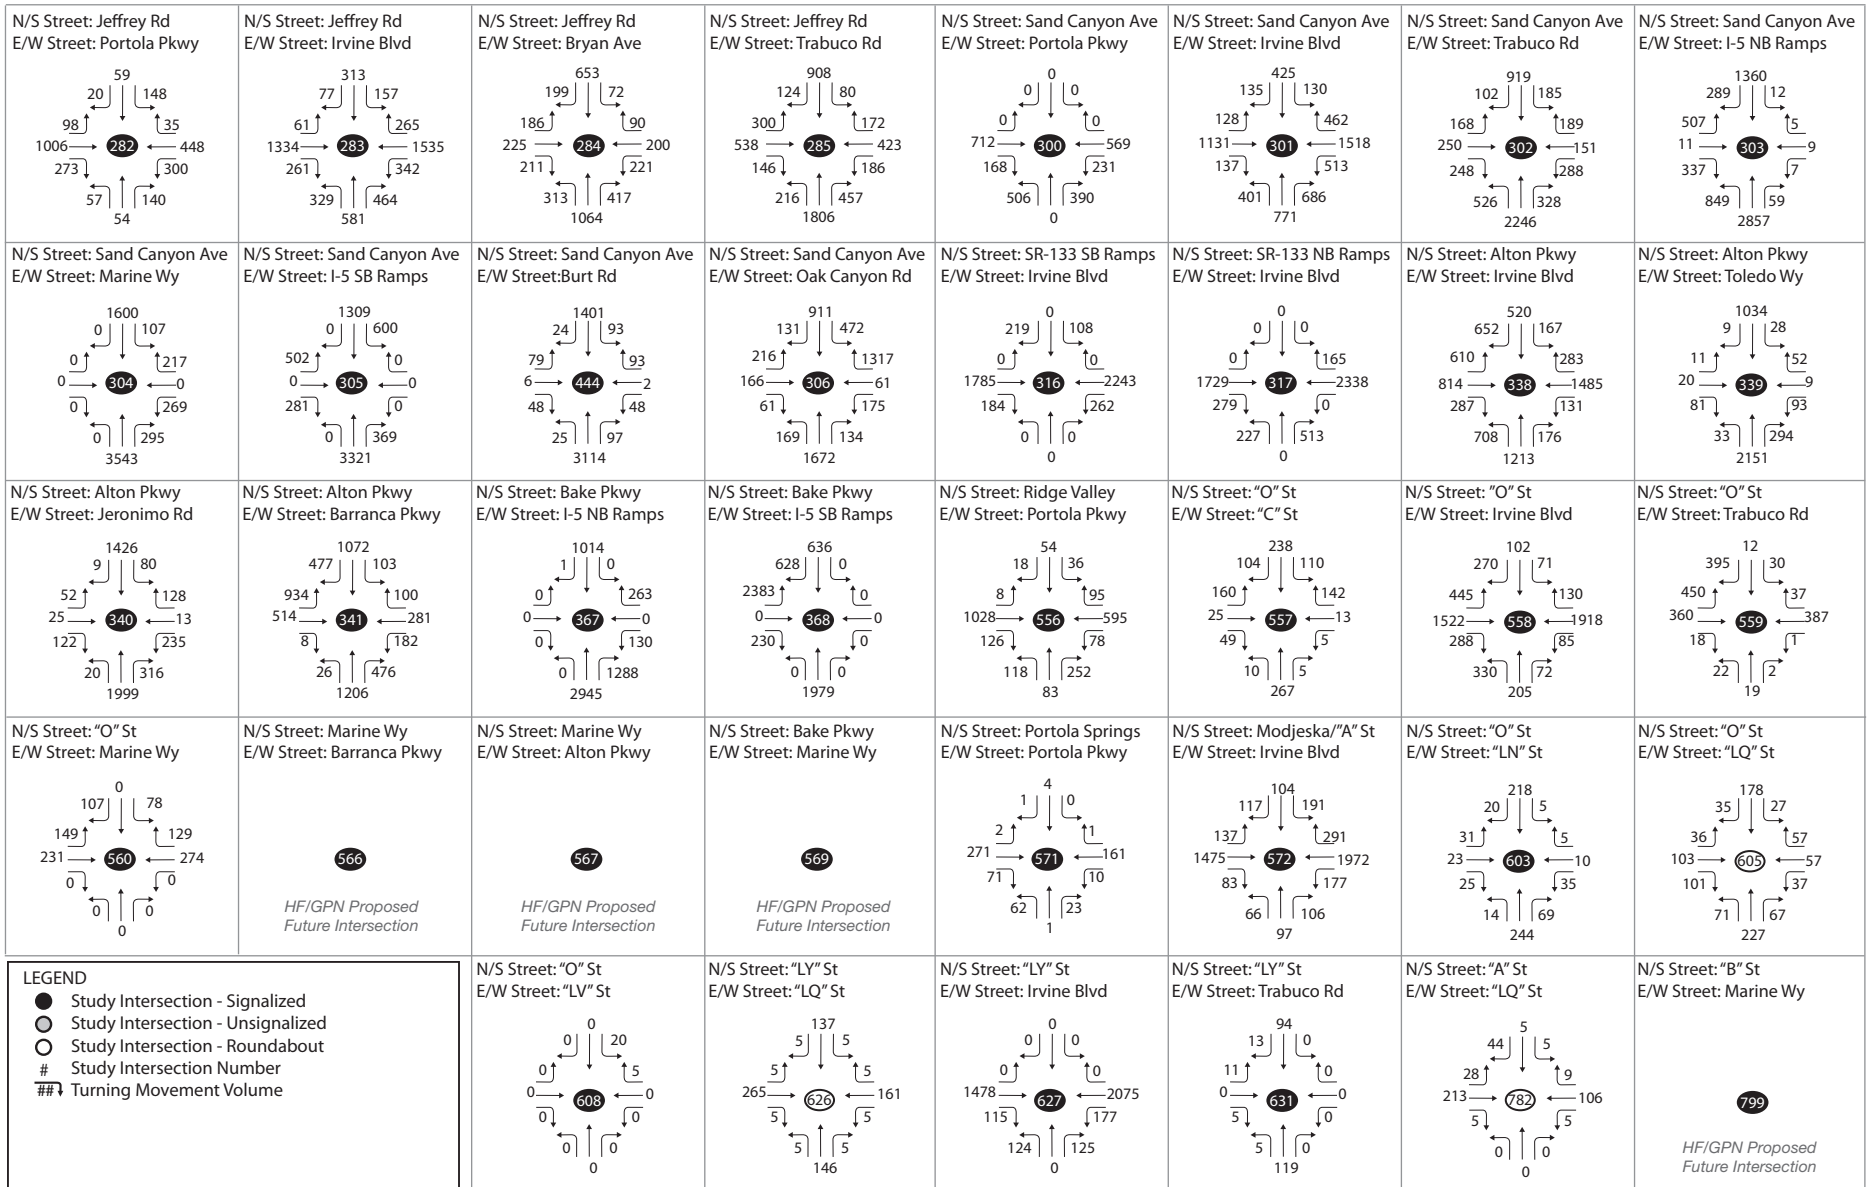 N/S Street: Jeffrey Rd
E/W Street: Portola Pkwy
59
20 148
98 35
1006 282 448
273 300
57 140
54
N/S Street: Jeffrey Rd
E/W Street: Irvine Blvd
313
77 157
61 265
1334 283 1535
261 342
329 464
581
N/S Street: Jeffrey Rd
E/W Street: Bryan Ave
653
199 72
186 90
225 284 200
211 221
313 417
1064
N/S Street: Jeffrey Rd
E/W Street: Trabuco Rd
908
124 80
300 172
538 285 423
146 186
216 457
1806
N/S Street: Sand Canyon Ave
E/W Street: Portola Pkwy
0
0 0
0 0
712 300 569
168 231
506 390
0
N/S Street: Sand Canyon Ave
E/W Street: Irvine Blvd
425
135 130
128 462
1131 301 1518
137 513
401 686
771
N/S Street: Sand Canyon Ave
E/W Street: Trabuco Rd
919
102 185
168 189
250 302 151
248 288
526 328
2246
N/S Street: Sand Canyon Ave
E/W Street: I-5 NB Ramps
1360
289 12
507 5
11 303 9
337 7
849 59
2857
N/S Street: Sand Canyon Ave
E/W Street: Marine Wy
1600
0 107
0 217
0 304 0
0 269
0 295
3543
N/S Street: Sand Canyon Ave
E/W Street: I-5 SB Ramps
1309
0 600
502 0
0 305 0
281 0
0 369
3321
N/S Street: Sand Canyon Ave
E/W Street:Burt Rd
1401
24 93
79 93
6 444 2
48 48
25 97
3114
N/S Street: Sand Canyon Ave
E/W Street: Oak Canyon Rd
911
131 472
216 1317
166 306 61
61 175
169 134
1672
N/S Street: SR-133 SB Ramps
E/W Street: Irvine Blvd
0
219 108
0 0
1785 316 2243
184 262
0 0
0
N/S Street: SR-133 NB Ramps
E/W Street: Irvine Blvd
0
0 0
0 165
1729 317 2338
279 0
227 513
0
N/S Street: Alton Pkwy
E/W Street: Irvine Blvd
520
652 167
610 283
814 338 1485
287 131
708 176
1213
N/S Street: Alton Pkwy
E/W Street: Toledo Wy
1034
9 28
11 52
20 339 9
81 93
33 294
2151
N/S Street: Alton Pkwy
E/W Street: Jeronimo Rd
1426
9 80
52 128
25 340 13
122 235
20 316
1999
N/S Street: Alton Pkwy
E/W Street: Barranca Pkwy
1072
477 103
934 100
514 341 281
8 182
26 476
1206
N/S Street: Bake Pkwy
E/W Street: I-5 NB Ramps
1014
1 0
0 263
0 367 0
0 130
0 1288
2945
N/S Street: Bake Pkwy
E/W Street: I-5 SB Ramps
636
628 0
2383 0
0 368 0
230 0
0 0
1979
N/S Street: Ridge Valley
E/W Street: Portola Pkwy
54
18 36
8 95
1028 556 595
126 78
118 252
83
N/S Street: "O" St
E/W Street: "C" St
238
104 110
160 142
25 557 13
49 5
10 5
267
N/S Street: "O" St
E/W Street: Irvine Blvd
102
270 71
445 130
1522 558 1918
288 85
330 72
205
N/S Street: "O" St
E/W Street: Trabuco Rd
12
395 30
450 37
360 559 387
18 1
22 2
19
N/S Street: "O" St
E/W Street: Marine Wy
0
107 78
149 129
231 560 274
0 0
0 0
0
N/S Street: Marine Wy
E/W Street: Barranca Pkwy
566
HF/GPN Proposed
Future Intersection
N/S Street: Marine Wy
E/W Street: Alton Pkwy
567
HF/GPN Proposed
Future Intersection
N/S Street: Bake Pkwy
E/W Street: Marine Wy
569
HF/GPN Proposed
Future Intersection
N/S Street: Portola Springs
E/W Street: Portola Pkwy
4
1 0
2 1
271 571 161
71 10
62 23
1
N/S Street: Modjeska/"A" St
E/W Street: Irvine Blvd
104
117 191
137 291
1475 572 1972
83 177
66 106
97
N/S Street: "O" St
E/W Street: "LN" St
218
20 5
31 5
23 603 10
25 35
14 69
244
N/S Street: "O" St
E/W Street: "LQ" St
178
35 27
36 57
103 605 57
101 37
71 67
227
LEGEND
Study Intersection - Signalized
Study Intersection - Unsignalized
Study Intersection - Roundabout
# Study Intersection Number
## Turning Movement Volume
N/S Street: "O" St
E/W Street: "LV" St
0
0 20
0 5
0 608 0
0 0
0 0
0
N/S Street: "LY" St
E/W Street: "LQ" St
137
5 5
5 5
265 626 161
5 5
5 5
146
N/S Street: "LY" St
E/W Street: Irvine Blvd
0
0 0
0 0
1478 627 2075
115 177
124 125
0
N/S Street: "LY" St
E/W Street: Trabuco Rd
94
13 0
11 0
0 631 0
5 0
5 0
119
N/S Street: "A" St
E/W Street: "LQ" St
5
44 5
28 9
213 782 106
5 5
0 0
0
N/S Street: "B" St
E/W Street: Marine Wy
799
HF/GPN Proposed
Future Intersection